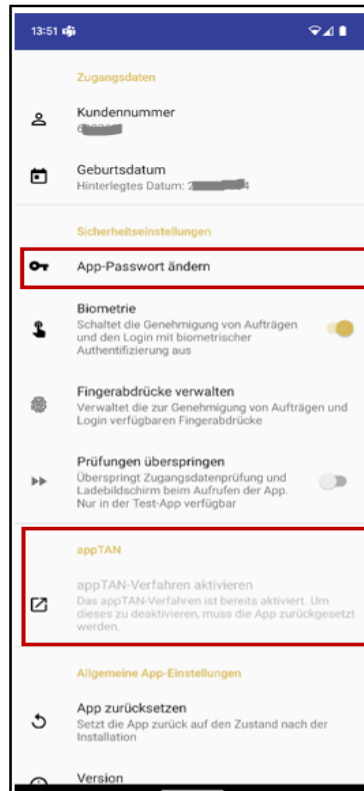 13:51
Zugangsdaten
Kundennummer
Geburtsdatum
Hinterlegtes Datum: 2
Sicherheitseinstellungen
App-Passwort ändern
Biometrie
Schaltet die Genehmigung von Aufträgen
und den Login mit biometrischer
Authentifizierung aus
Fingerabdrücke verwalten
Verwaltet die zur Genehmigung von Aufträgen und
Login verfügbaren Fingerabdrücke
Prüfungen überspringen
Überspringt Zugangsdatenprüfung und
Ladebildschirm beim Aufrufen der App.
Nur in der Test-App verfügbar
appTAN
appTAN-Verfahren aktivieren
Das appTAN-Verfahren ist bereits aktiviert. Um
dieses zu deaktivieren, muss die App zurückgesetzt
werden.
Allgemeine App-Einstellungen
App zurücksetzen
Setzt die App zurück auf den Zustand nach der
Installation
Version